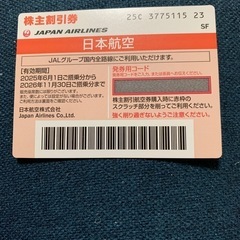 株主割引券
25C 3775115 23
JAPAN AIRLINES
SF
日本航空
JALグループ国内全路線にご利用いただけます。
[有効期間]
2025年6月1日ご搭乗分から
2026年11月30日ご搭乗分まで
日本航空株式会社
Japan Airlines Co.,Ltd.
発券用コード
株主割引航空券購入時に赤枠の
スクラッチ部分を削ってご利用ください。
強く削り過ぎないようご注意ください。